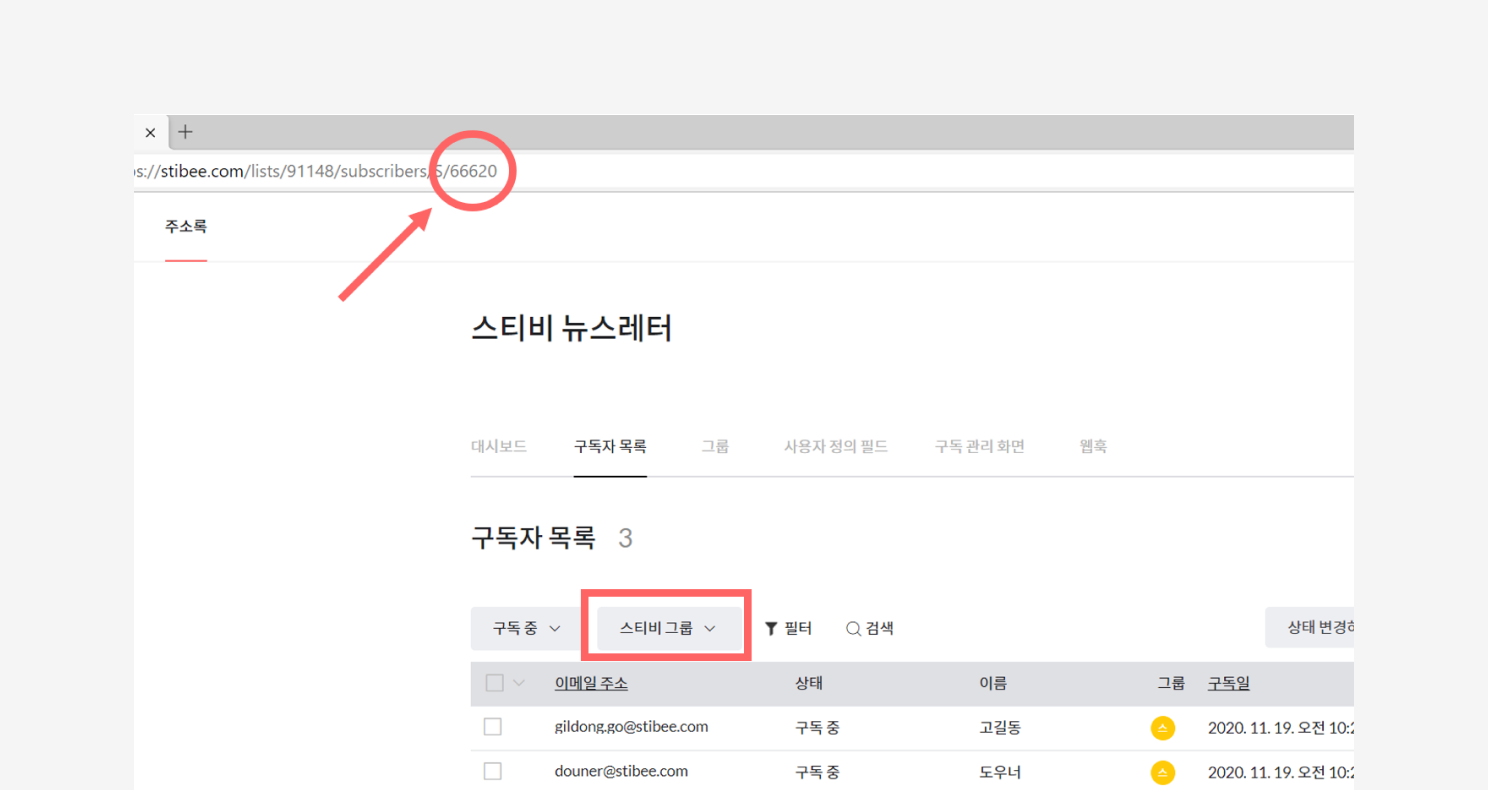 s://stibee.com/lists/91148/subscribers/S/66620
주소록
스티비 뉴스레터
대시보드 구독자 목록 그룹 사용자 정의 필드 구독 관리 화면 웹훅
구독자 목록 3
구독 중 스티비 그룹 필터 검색 상태 변경하
이메일 주소 상태 이름 그룹 구독일
gildong.go@stibee.com 구독 중 고길동 스 2020. 11. 19. 오전 10:2
douner@stibee.com 구독 중 도우너 스 2020. 11. 19. 오전 10:2